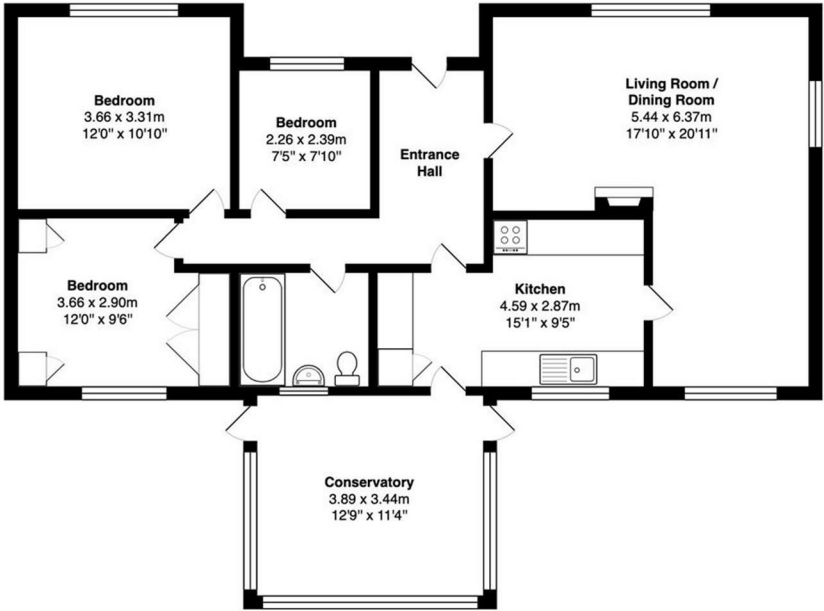 Bedroom
3.66 x 3.31m
12'0" x 10'10"
Bedroom
2.26 x 2.39m
7'5" x 7'10"
Entrance
Hall
Living Room /
Dining Room
5.44 x 6.37m
17'10" x 20'11"
Bedroom
3.66 x 2.90m
12'0" x 9'6"
Kitchen
4.59 x 2.87m
15'1" x 9'5"
Conservatory
3.89 x 3.44m
12'9" x 11'4"